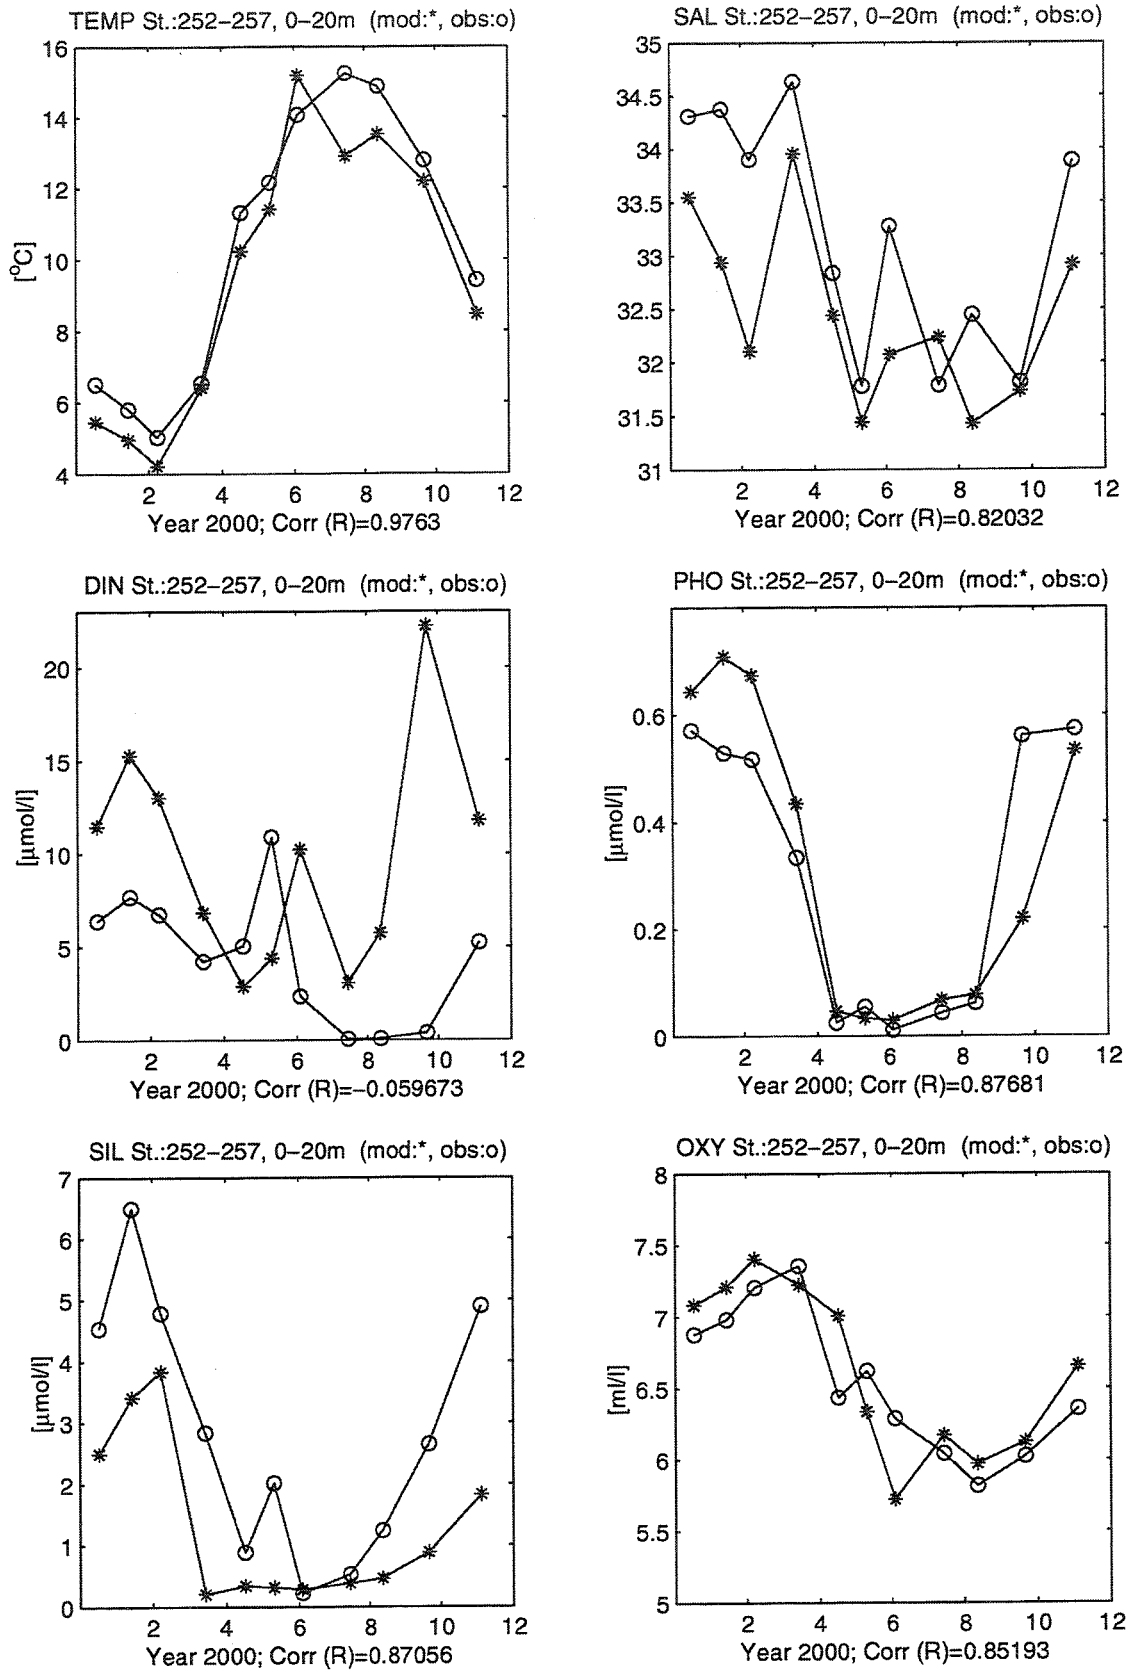 TEMP St.:252–257, 0–20m (mod:*, obs:o)
16
14
12
10
8
6
4
[°C]
2 4 6 8 10 12
Year 2000; Corr (R)=0.9763
SAL St.:252–257, 0–20m (mod:*, obs:o)
35
34.5
34
33.5
33
32.5
32
31.5
31
2 4 6 8 10 12
Year 2000; Corr (R)=0.82032
DIN St.:252–257, 0–20m (mod:*, obs:o)
20
15
10
5
0
[µmol/l]
2 4 6 8 10 12
Year 2000; Corr (R)=−0.059673
PHO St.:252–257, 0–20m (mod:*, obs:o)
0.6
0.4
0.2
0
[µmol/l]
2 4 6 8 10 12
Year 2000; Corr (R)=0.87681
SIL St.:252–257, 0–20m (mod:*, obs:o)
7
6
5
4
3
2
1
0
[µmol/l]
2 4 6 8 10 12
Year 2000; Corr (R)=0.87056
OXY St.:252–257, 0–20m (mod:*, obs:o)
8
7.5
7
6.5
6
5.5
5
[ml/l]
2 4 6 8 10 12
Year 2000; Corr (R)=0.85193